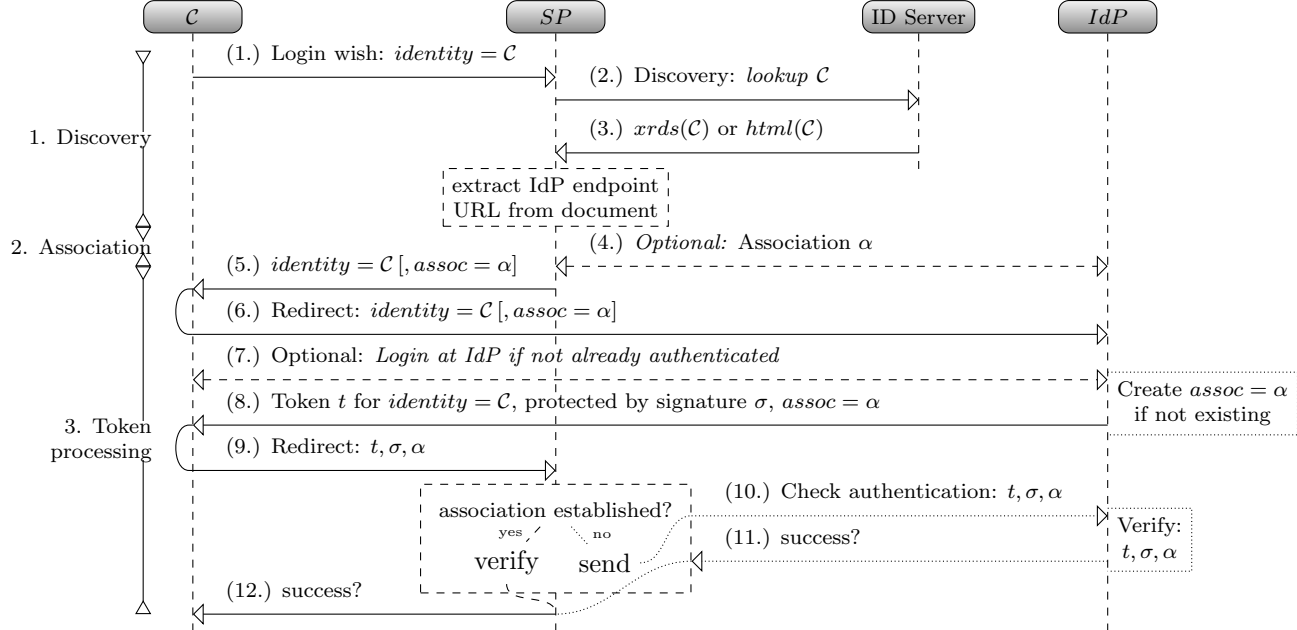 𝒞
SP
ID Server
IdP
(1.) Login wish: identity = 𝒞
(2.) Discovery: lookup 𝒞
1. Discovery
(3.) xrds(𝒞) or html(𝒞)
extract IdP endpoint
URL from document
2. Association
(4.) Optional: Association α
(5.) identity = 𝒞 [, assoc = α]
(6.) Redirect: identity = 𝒞 [, assoc = α]
(7.) Optional: Login at IdP if not already authenticated
Create assoc = α
if not existing
(8.) Token t for identity = 𝒞, protected by signature σ, assoc = α
3. Token
processing
(9.) Redirect: t, σ, α
association established?
yes
no
verify
send
(10.) Check authentication: t, σ, α
Verify:
t, σ, α
(11.) success?
(12.) success?